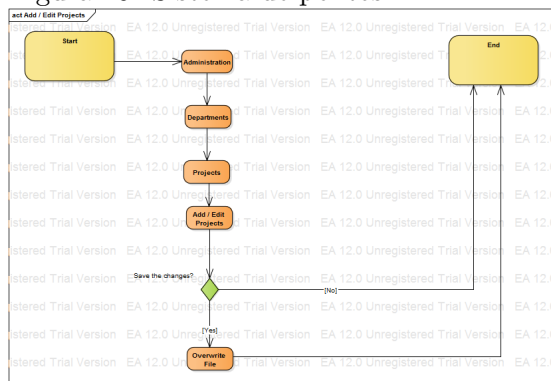 act Add / Edit Projects
Start
End
Administration
Departments
Projects
Add / Edit
Projects
Save the changes?
[No]
[Yes]
Overwrite
File
EA 12.0 Unregistered Trial Version